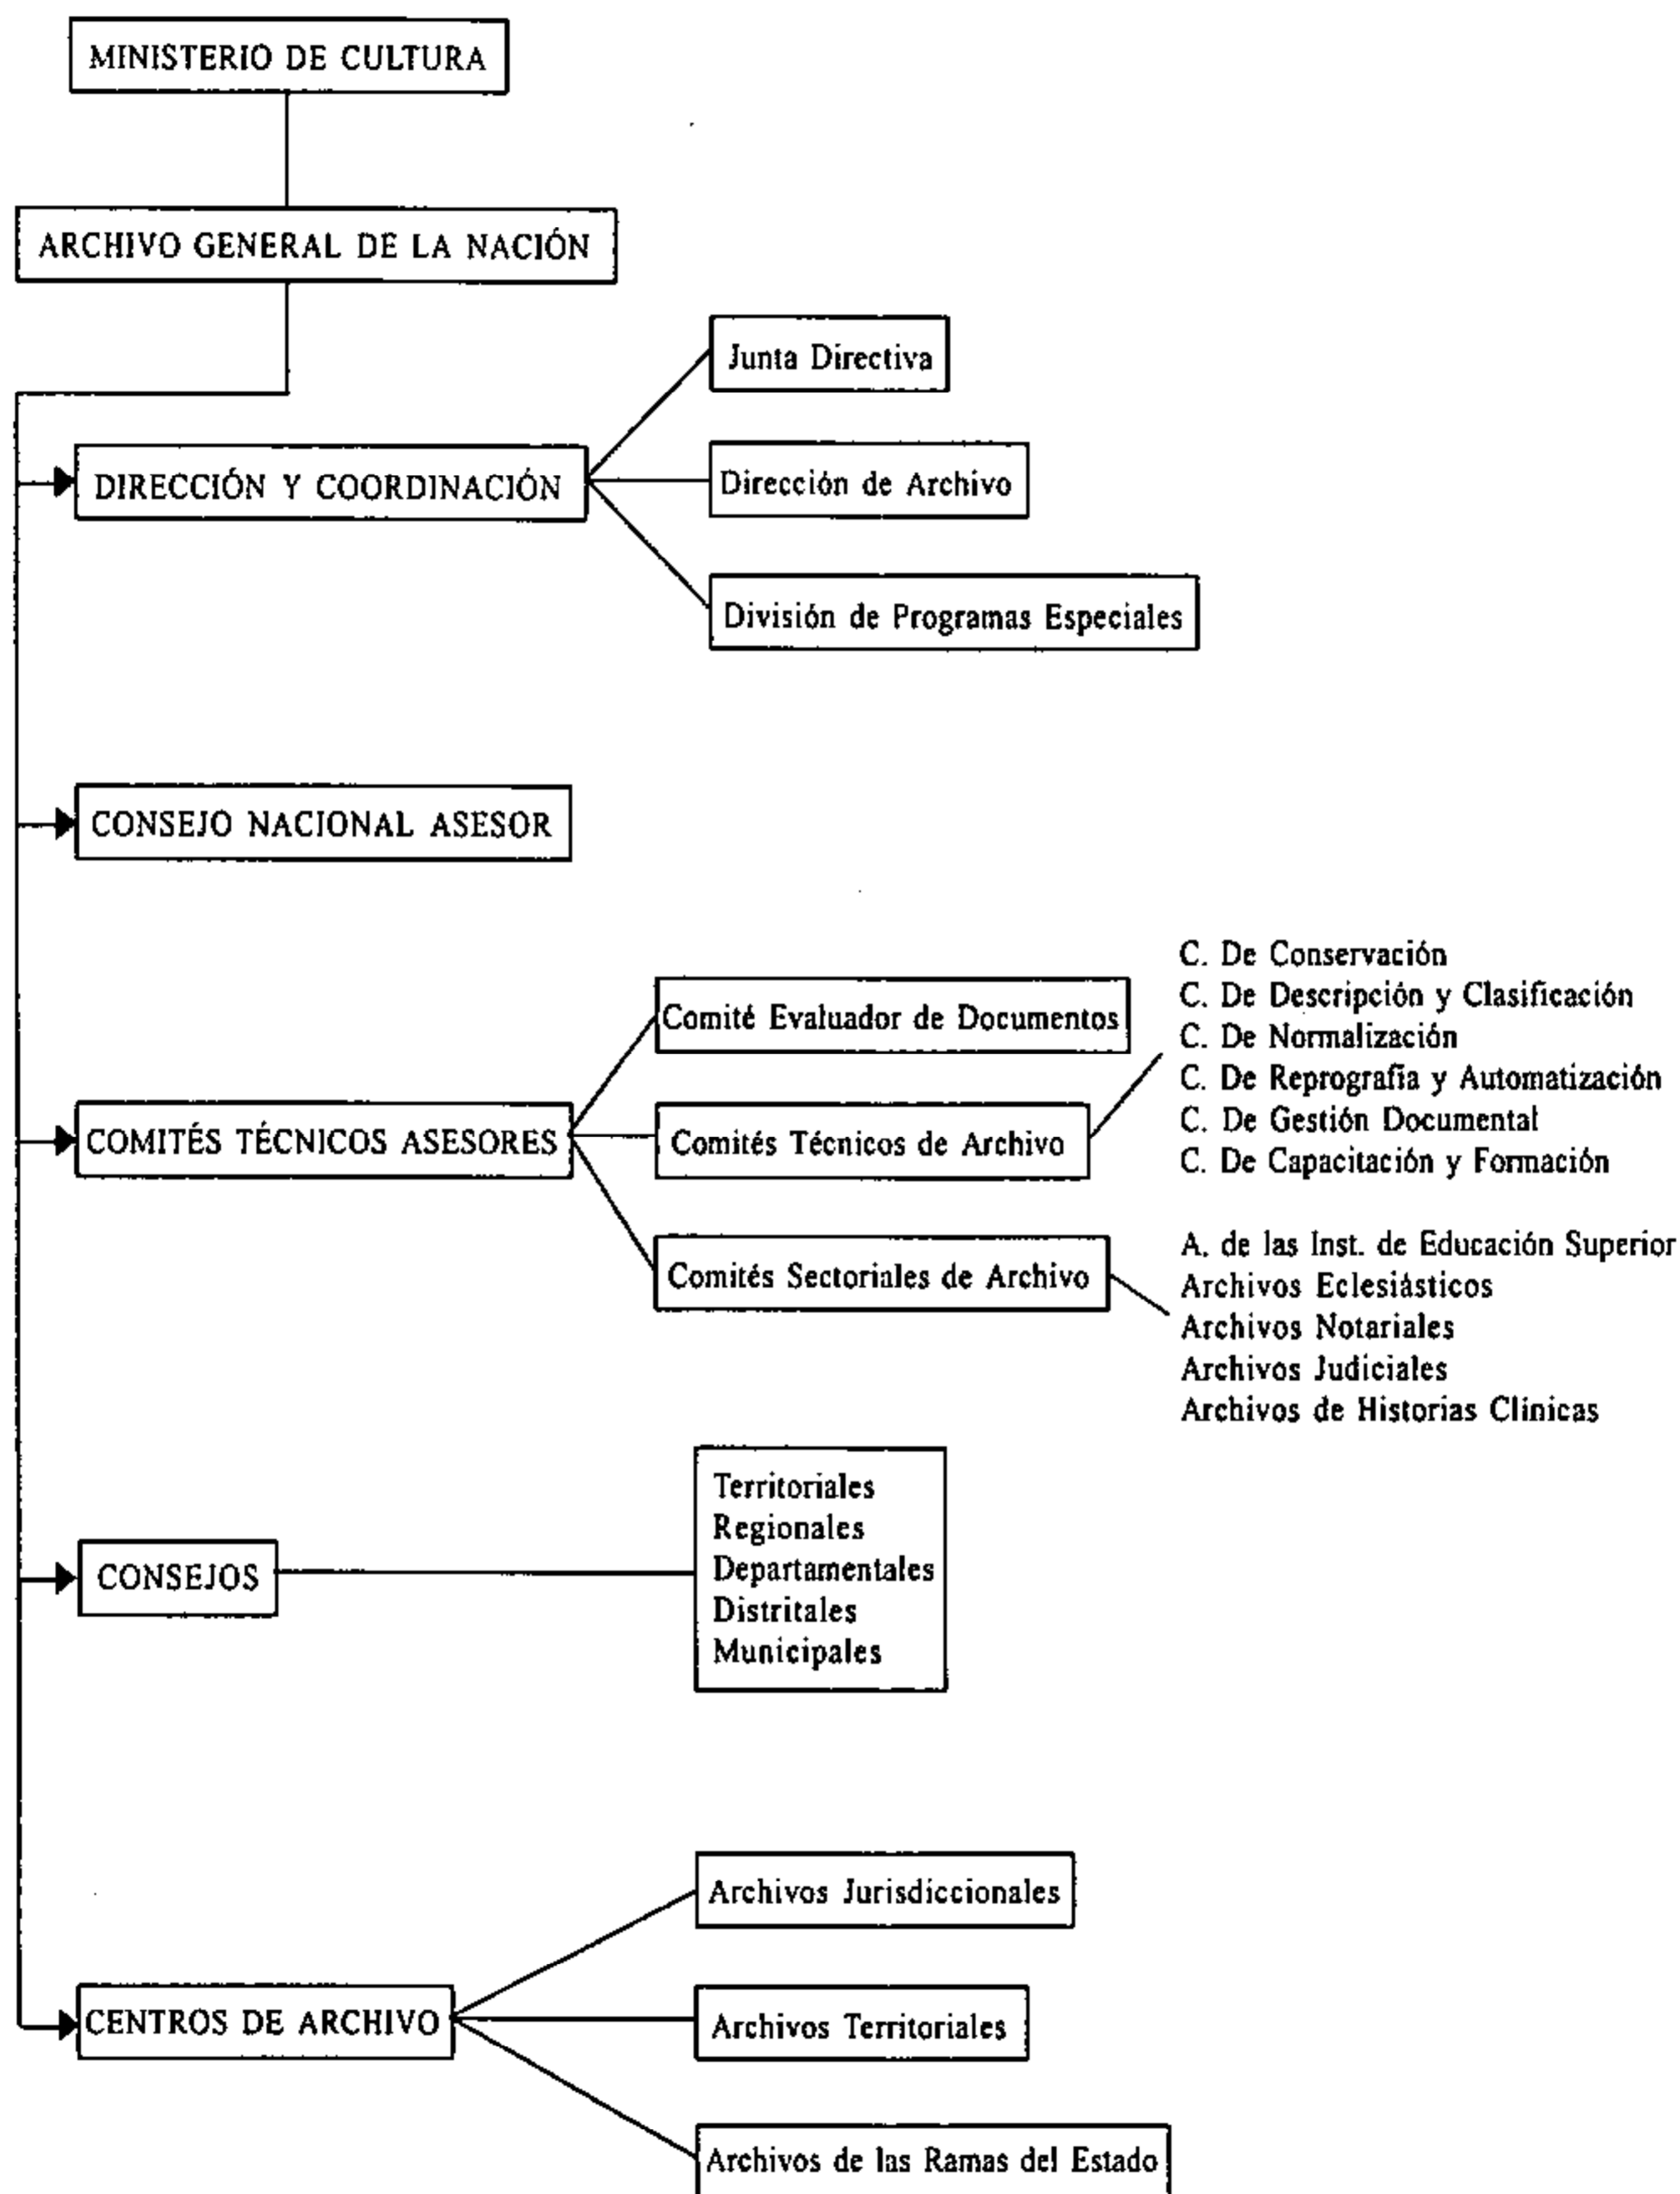 MINISTERIO DE CULTURA
ARCHIVO GENERAL DE LA NACIÓN
DIRECCIÓN Y COORDINACIÓN
Junta Directiva
Dirección de Archivo
División de Programas Especiales
CONSEJO NACIONAL ASESOR
COMITÉS TÉCNICOS ASESORES
Comité Evaluador de Documentos
Comités Técnicos de Archivo
C. De Conservación
C. De Descripción y Clasificación
C. De Normalización
C. De Reprografía y Automatización
C. De Gestión Documental
C. De Capacitación y Formación
Comités Sectoriales de Archivo
A. de las Inst. de Educación Superior
Archivos Eclesiásticos
Archivos Notariales
Archivos Judiciales
Archivos de Historias Clínicas
CONSEJOS
Territoriales
Regionales
Departamentales
Distritales
Municipales
CENTROS DE ARCHIVO
Archivos Jurisdiccionales
Archivos Territoriales
Archivos de las Ramas del Estado